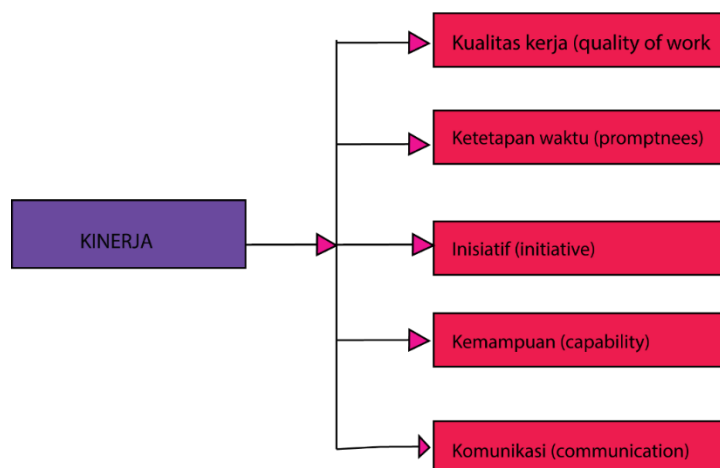 Kualitas kerja (quality of work
Ketetapan waktu (promptnees)
KINERJA
Inisiatif (initiative)
Kemampuan (capability)
Komunikasi (communication)